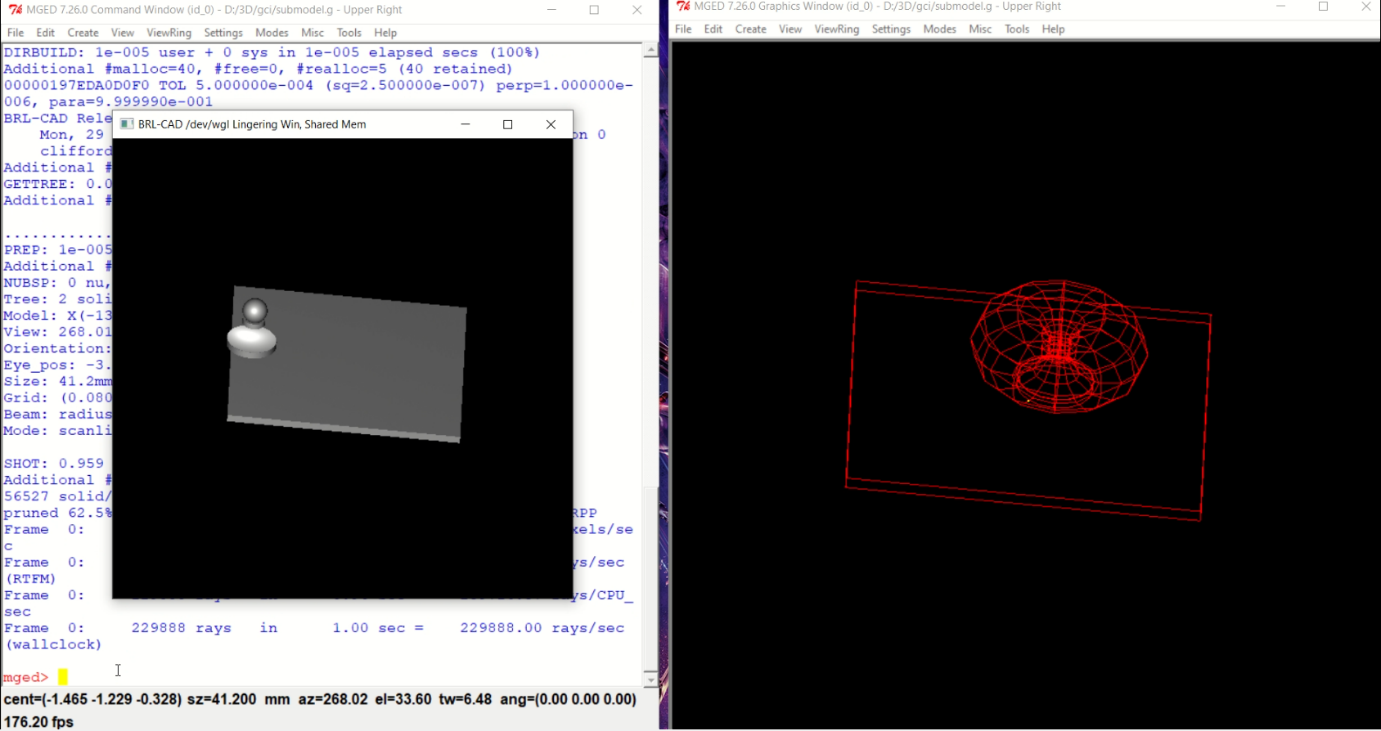 MGED 7.26.0 Command Window (id_0) - D:/3D/gci/submodel.g - Upper Right
File Edit Create View ViewRing Settings Modes Misc Tools Help
DIRBUILD: 1e-005 user + 0 sys in 1e-005 elapsed secs (100%)
Additional #malloc=40, #free=0, #realloc=5 (40 retained)
00000197EDA0D0F0 TOL 5.000000e-004 (sq=2.500000e-007) perp=1.000000e-
006, para=9.999990e-001
BRL-CAD Rele
Mon, 29 on 0
clifford
Additional #
GETTREE: 0.0
Additional #
............
PREP: 1e-005
Additional #
NUBSP: 0 nu,
Tree: 2 soli
Model: X(-13
View: 268.01
Orientation:
Eye_pos: -3.
Size: 41.2mm
Grid: (0.080
Beam: radius
Mode: scanli
SHOT: 0.959
Additional #
56527 solid/
pruned 62.5% RPP
Frame 0: xels/se
c
Frame 0: ys/sec
(RTFM)
Frame 0: ys/CPU_
sec
Frame 0: 229888 rays in 1.00 sec = 229888.00 rays/sec
(wallclock)
mged>
cent=(-1.465 -1.229 -0.328) sz=41.200 mm az=268.02 el=33.60 tw=6.48 ang=(0.00 0.00 0.00)
176.20 fps
BRL-CAD /dev/wgl Lingering Win, Shared Mem
MGED 7.26.0 Graphics Window (id_0) - D:/3D/gci/submodel.g - Upper Right
File Edit Create View ViewRing Settings Modes Misc Tools Help